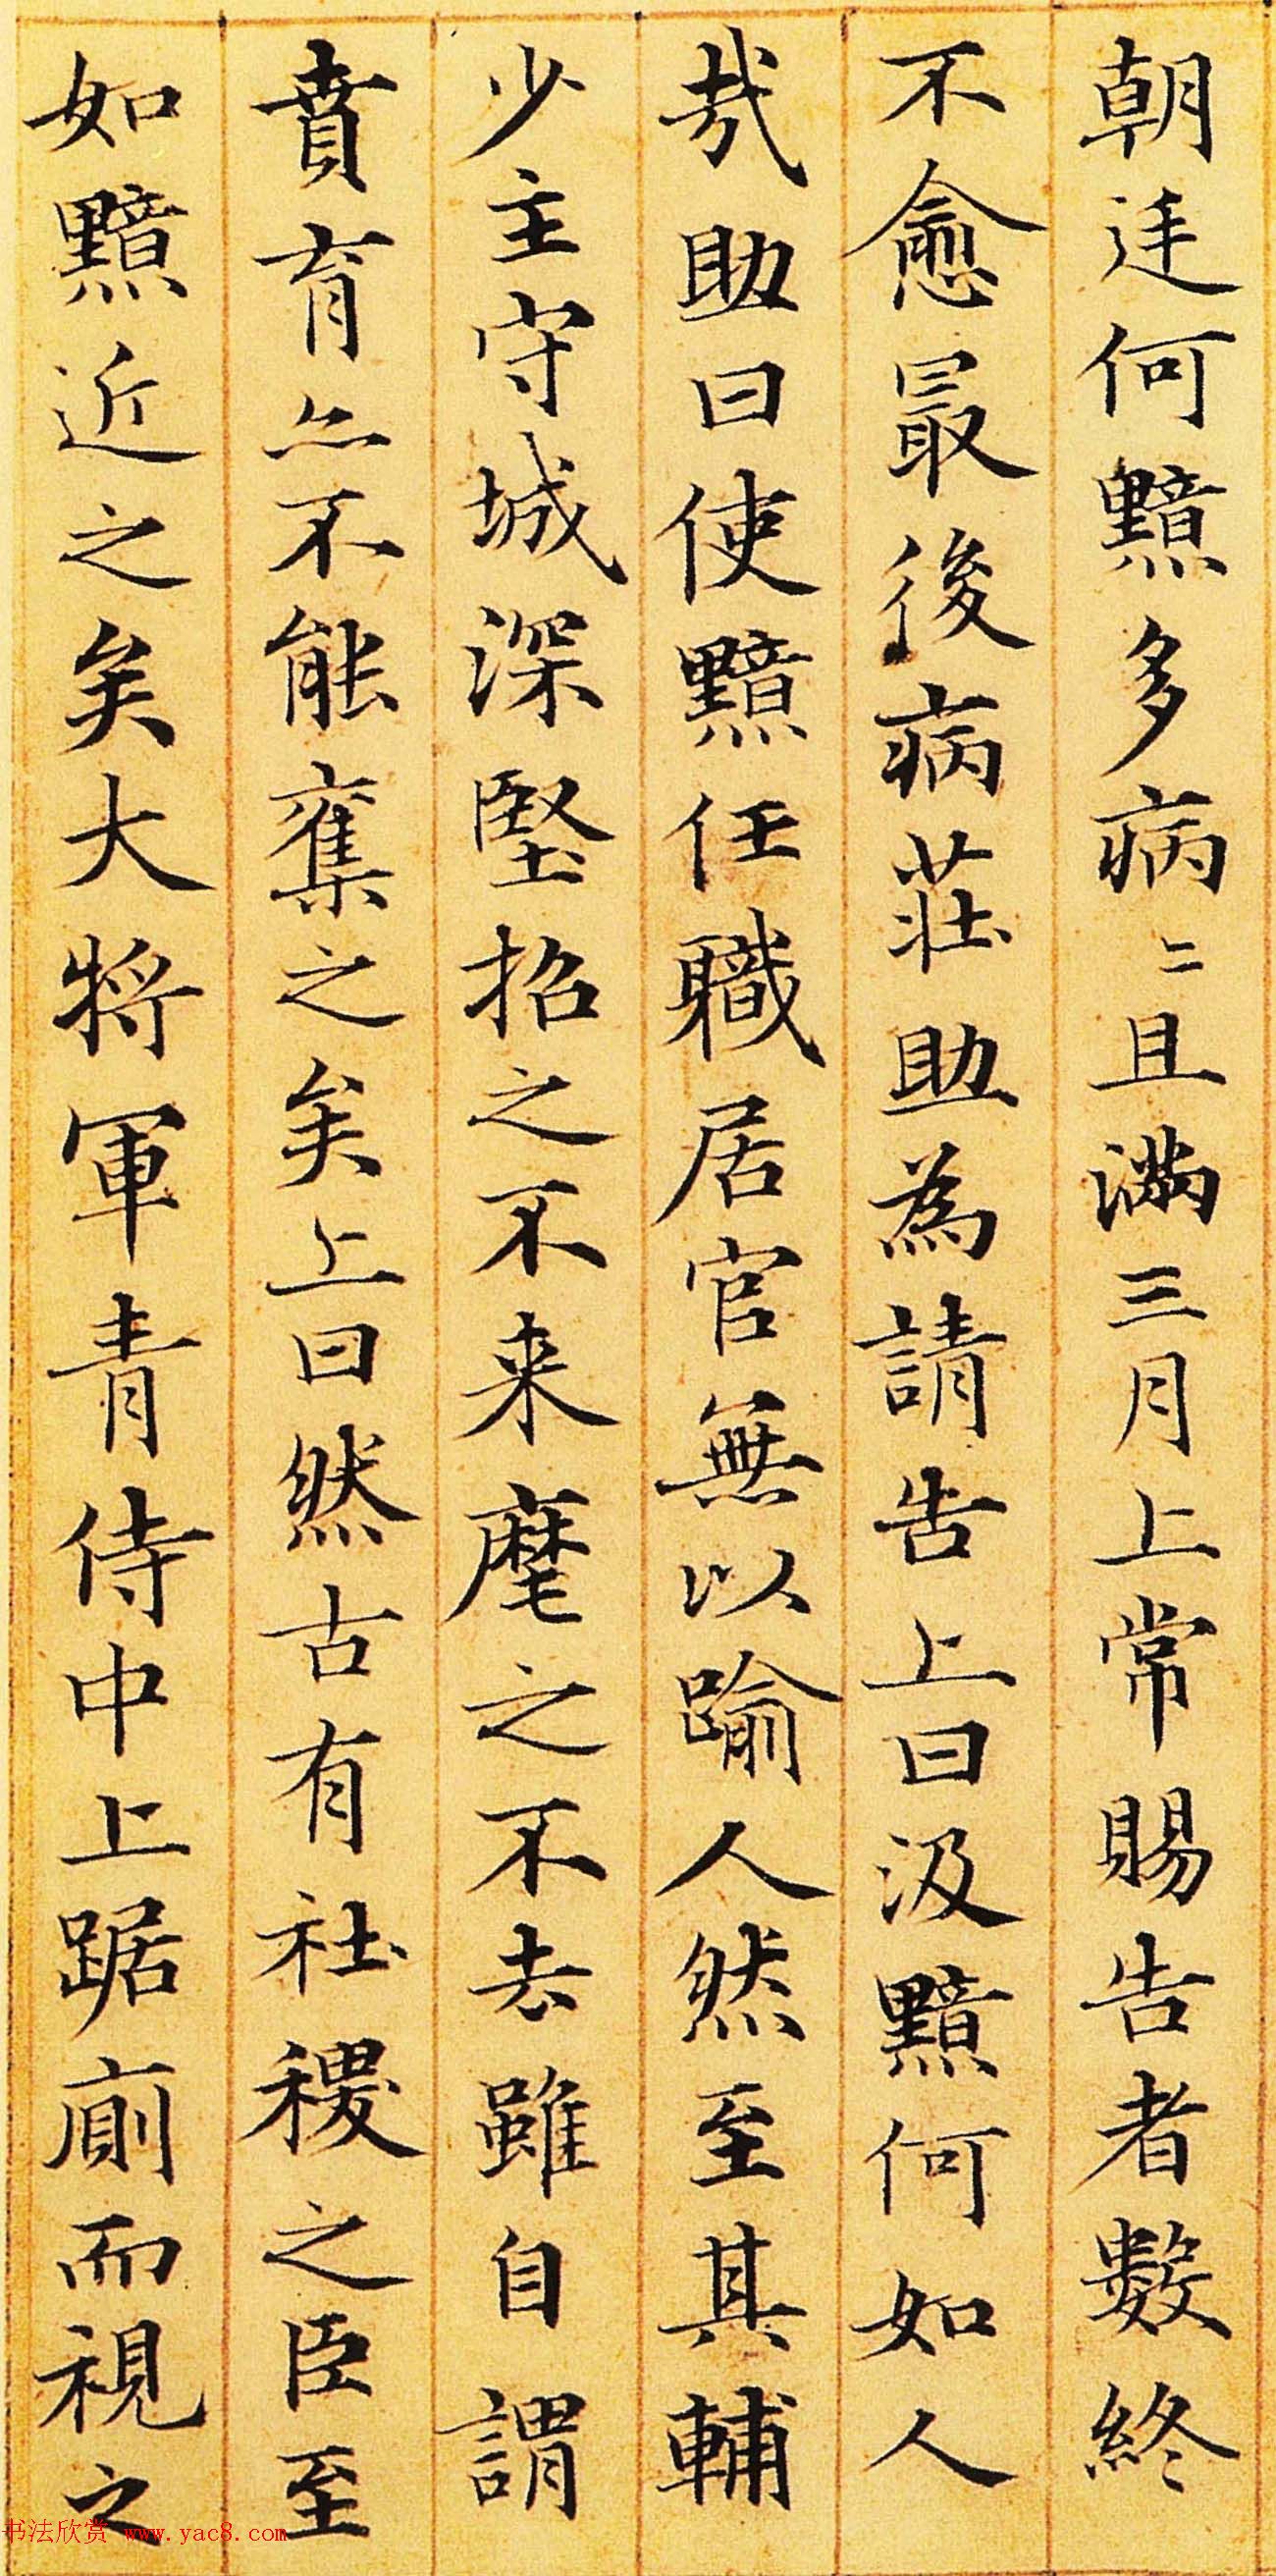 朝廷何黯多病〻且滿三月上常賜告者數終
不愈最後病莊助為請告上曰汲黯何如人
哉助曰使黯任職居官無以踰人然至其輔
少主守城深堅招之不来麾之不去雖自謂
賁育亦不能奪之矣上曰然古有社稷之臣至
如黯近之矣大将軍青侍中上踞廁而視之
书法欣赏 www.yac8.com